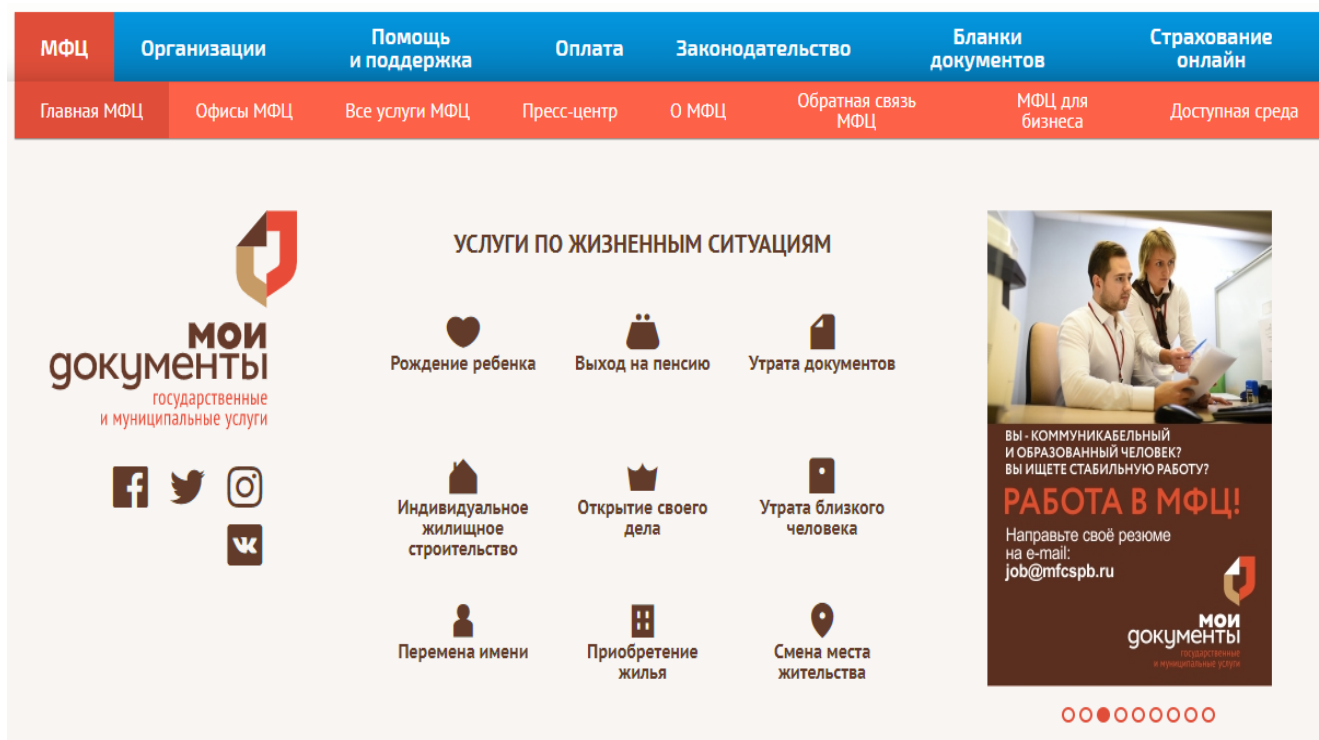 МФЦ
Организации
Помощь
и поддержка
Оплата
Законодательство
Бланки
документов
Страхование
онлайн
Главная МФЦ
Офисы МФЦ
Все услуги МФЦ
Пресс-центр
О МФЦ
Обратная связь
МФЦ
МФЦ для
бизнеса
Доступная среда
мои
документы
государственные
и муниципальные услуги
УСЛУГИ ПО ЖИЗНЕННЫМ СИТУАЦИЯМ
Рождение ребенка
Выход на пенсию
Утрата документов
Индивидуальное
жилищное
строительство
Открытие своего
дела
Утрата близкого
человека
Перемена имени
Приобретение
жилья
Смена места
жительства
ВЫ - КОММУНИКАБЕЛЬНЫЙ
И ОБРАЗОВАННЫЙ ЧЕЛОВЕК?
ВЫ ИЩЕТЕ СТАБИЛЬНУЮ РАБОТУ?
РАБОТА В МФЦ!
Направьте своё резюме
на e-mail:
job@mfcspb.ru
мои
документы
государственные
и муниципальные услуги